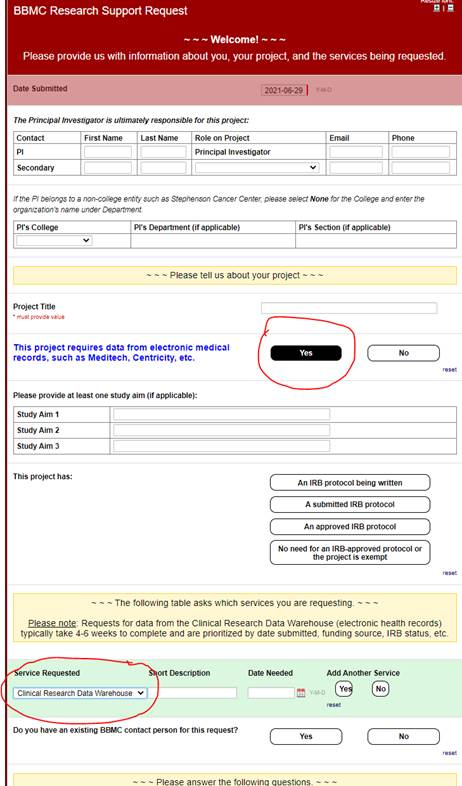 Resize font:
BBMC Research Support Request
~ ~ ~ Welcome! ~ ~ ~
Please provide us with information about you, your project, and the services being requested.
Date Submitted 2021-06-29 Y-M-D
The Principal Investigator is ultimately responsible for this project:
Contact First Name Last Name Role on Project Email Phone
PI Principal Investigator
Secondary
If the PI belongs to a non-college entity such as Stephenson Cancer Center, please select None for the College and enter the
organization's name under Department.
PI's College PI's Department (if applicable) PI's Section (if applicable)
~ ~ ~ Please tell us about your project ~ ~ ~
Project Title
* must provide value
This project requires data from electronic medical
records, such as Meditech, Centricity, etc.
Yes No
reset
Please provide at least one study aim (if applicable):
Study Aim 1
Study Aim 2
Study Aim 3
This project has:
An IRB protocol being written
A submitted IRB protocol
An approved IRB protocol
No need for an IRB-approved protocol or
the project is exempt
reset
~ ~ ~ The following table asks which services you are requesting. ~ ~ ~
Please note: Requests for data from the Clinical Research Data Warehouse (electronic health records)
typically take 4-6 weeks to complete and are prioritized by date submitted, funding source, IRB status, etc.
Service Requested Short Description Date Needed Add Another Service
Clinical Research Data Warehouse Y-M-D Yes No
reset
Do you have an existing BBMC contact person for this request? Yes No
reset
~ ~ ~ Please answer the following questions. ~ ~ ~